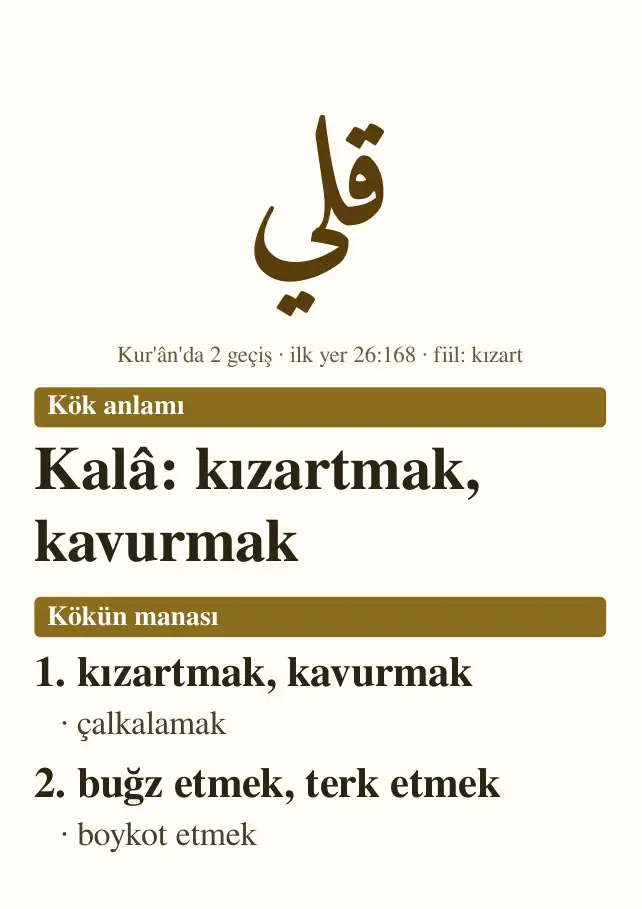 قلي
Kur'ân'da 2 geçiş · ilk yer 26:168 · fiil: kızart
Kök anlamı
Kalâ: kızartmak,
kavurmak
Kökün manası
1. kızartmak, kavurmak
· çalkalamak
2. buğz etmek, terk etmek
· boykot etmek